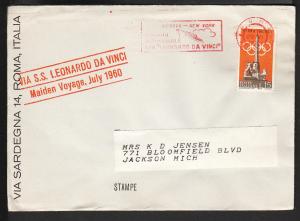 VIA SARDEGNA 14, ROMA, ITALIA
VIA S.S. LEONARDO DA VINCI
Maiden Voyage, July 1960
NEW YORK
"LEONARDO DA VINCI"
MRS K D JENSEN
771 BLOOMFIELD BLVD
JACKSON MICH
STAMPE